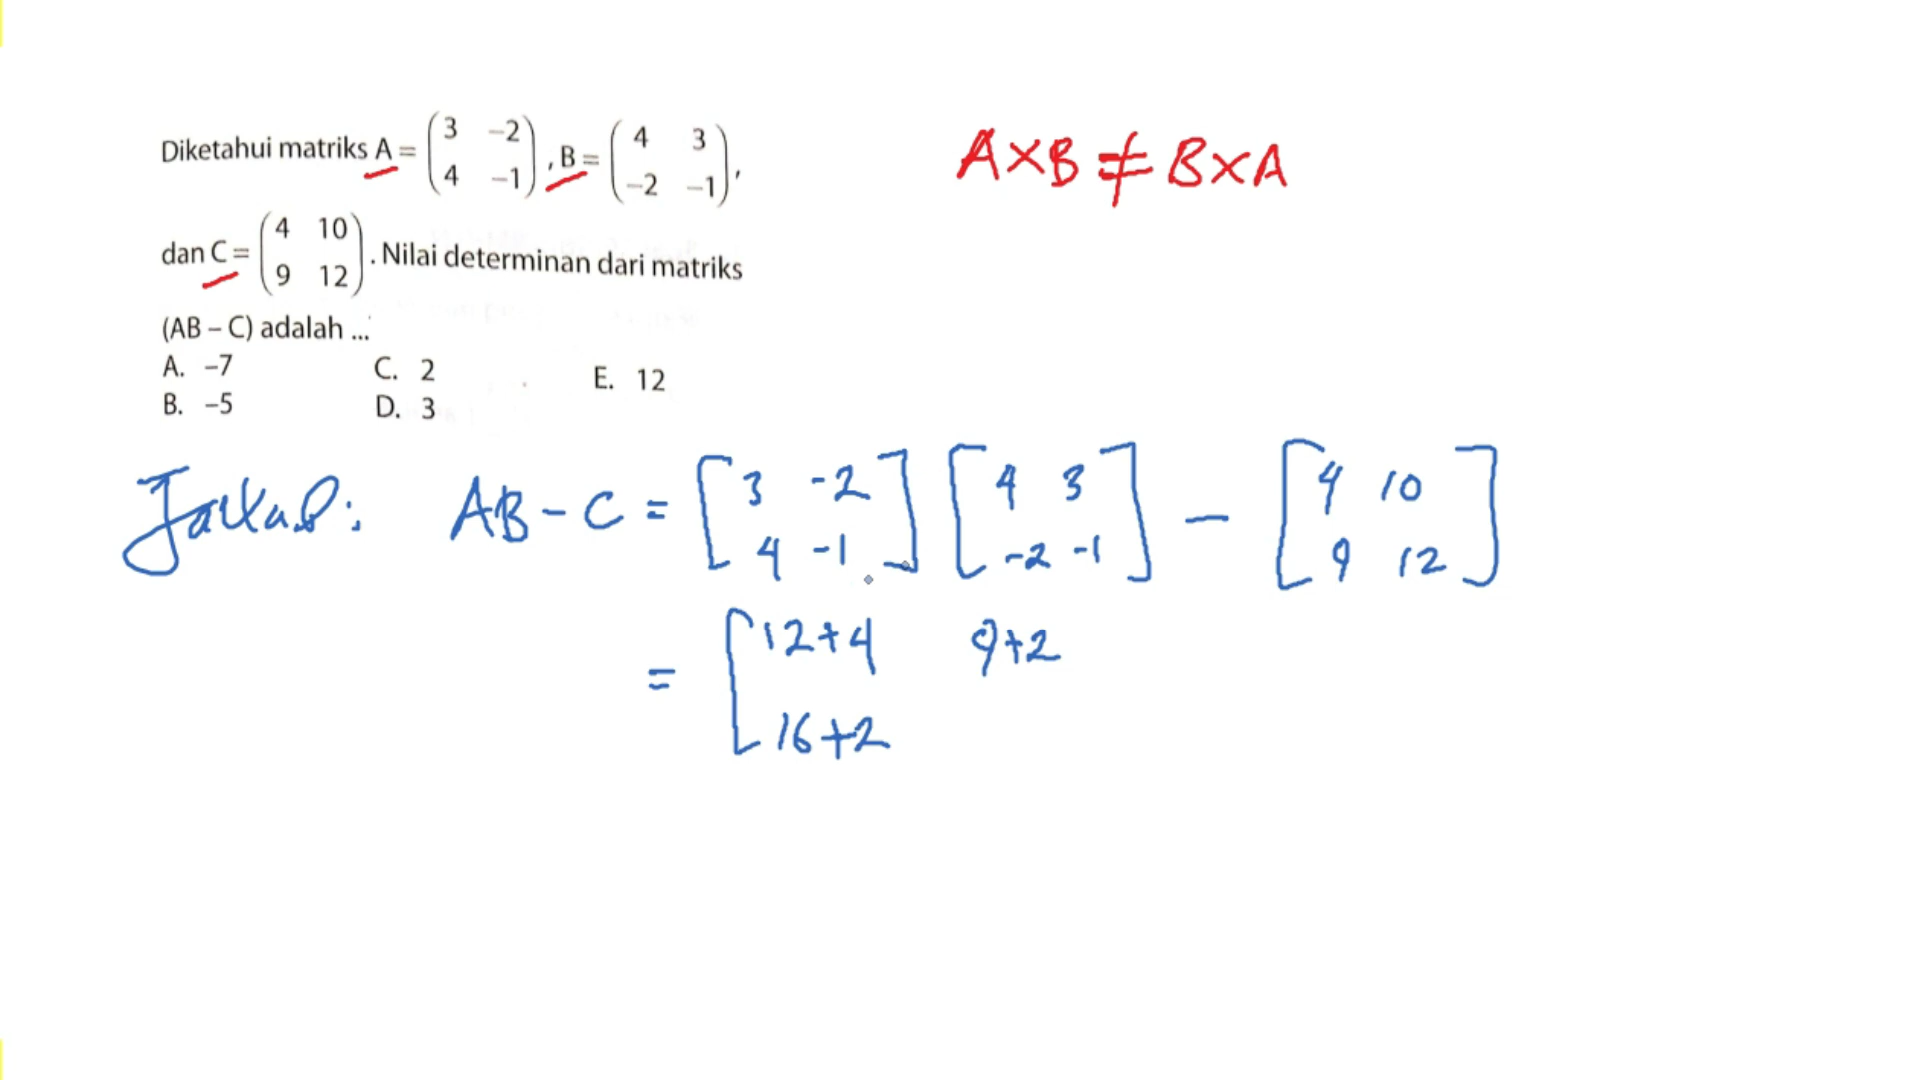 Diketahui matriks A = (3 -2 4 -1), B = (4 3 -2 -1),
dan C = (4 10 9 12). Nilai determinan dari matriks
(AB – C) adalah ...
A. –7 C. 2 E. 12
B. –5 D. 3
A×B ≠ B×A
Jawab: AB - C = [3 -2 4 -1] [4 3 -2 -1] - [4 10 9 12]
= [12+4 9+2
16+2